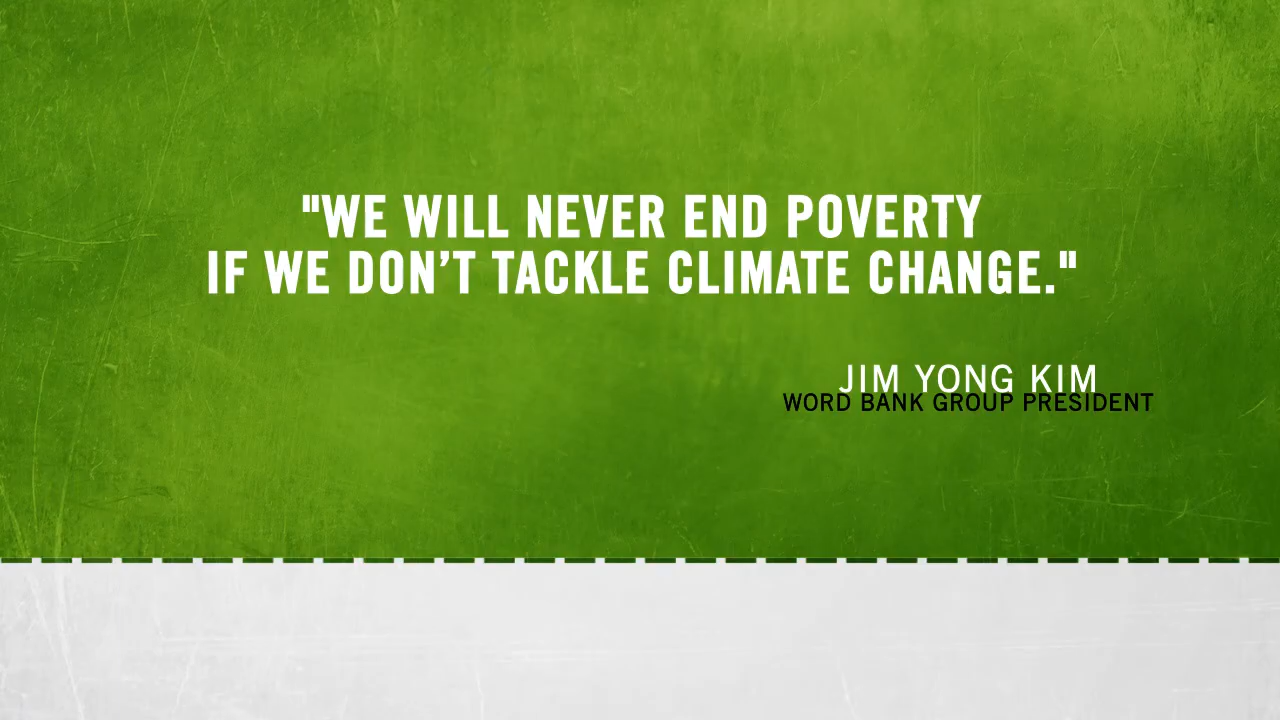 "WE WILL NEVER END POVERTY
IF WE DON’T TACKLE CLIMATE CHANGE."
JIM YONG KIM
WORD BANK GROUP PRESIDENT